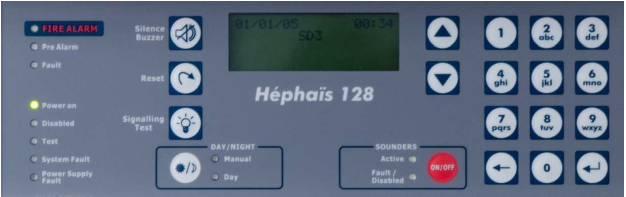 FIRE ALARM
Pre Alarm
Fault
Power on
Disabled
Test
System Fault
Power Supply
Fault
Silence
Buzzer
Reset
Signalling
Test
01/01/05 00:34
SD3
Héphaïs 128
DAY/NIGHT
Manual
Day
SOUNDERS
Active
Fault /
Disabled
ON/OFF
1
2
abc
3
def
4
ghi
5
jkl
6
mno
7
pqrs
8
tuv
9
wxyz
0